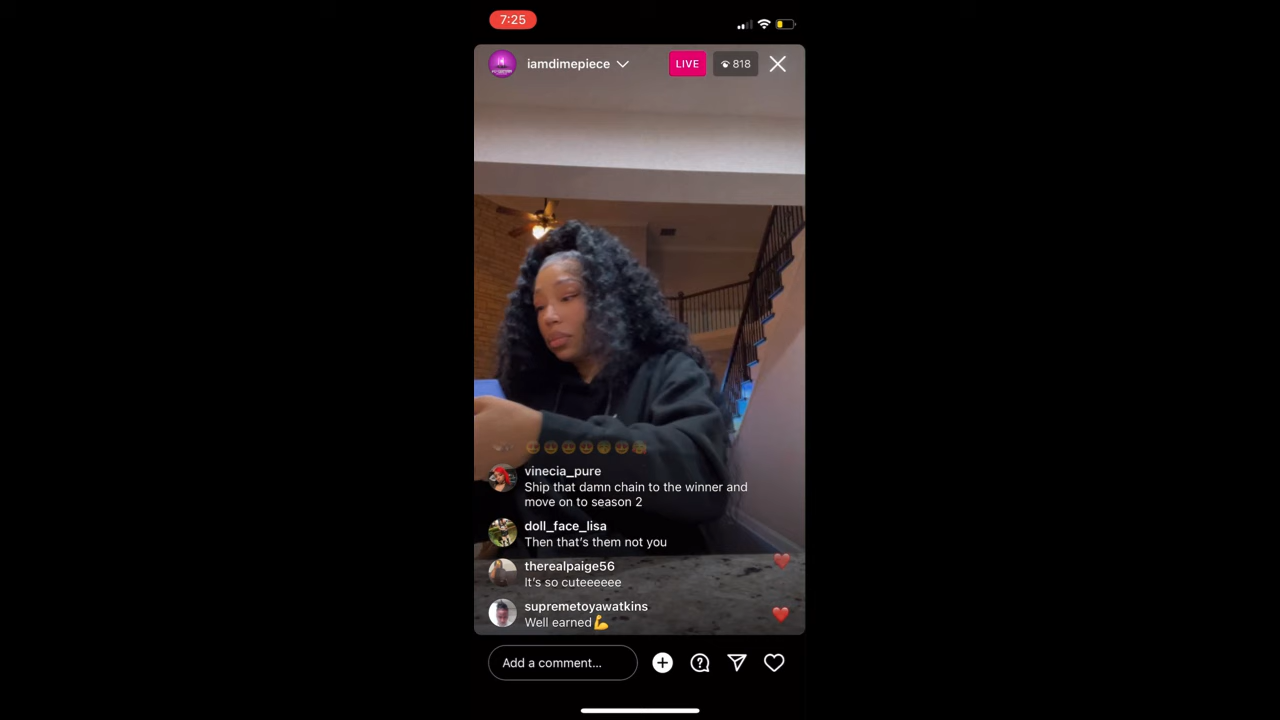 7:25
iamdimepiece
LIVE
818
vinecia_pure
Ship that damn chain to the winner and
move on to season 2
doll_face_lisa
Then that's them not you
therealpaige56
It's so cuteeeeee
supremetoyawatkins
Well earned💪
Add a comment...